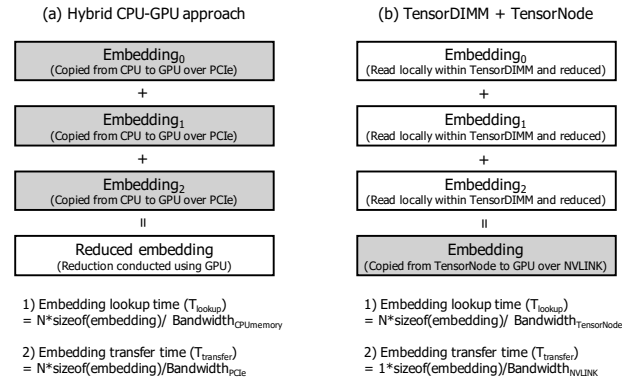 (a) Hybrid CPU-GPU approach
Embedding0
(Copied from CPU to GPU over PCIe)
+
Embedding1
(Copied from CPU to GPU over PCIe)
+
Embedding2
(Copied from CPU to GPU over PCIe)
=
Reduced embedding
(Reduction conducted using GPU)
1) Embedding lookup time (Tlookup)
= N*sizeof(embedding)/ BandwidthCPUmemory
2) Embedding transfer time (Ttransfer)
= N*sizeof(embedding)/BandwidthPCIe
(b) TensorDIMM + TensorNode
Embedding0
(Read locally within TensorDIMM and reduced)
+
Embedding1
(Read locally within TensorDIMM and reduced)
+
Embedding2
(Read locally within TensorDIMM and reduced)
=
Embedding
(Copied from TensorNode to GPU over NVLINK)
1) Embedding lookup time (Tlookup)
= N*sizeof(embedding)/ BandwidthTensorNode
2) Embedding transfer time (Ttransfer)
= 1*sizeof(embedding)/BandwidthNVLINK